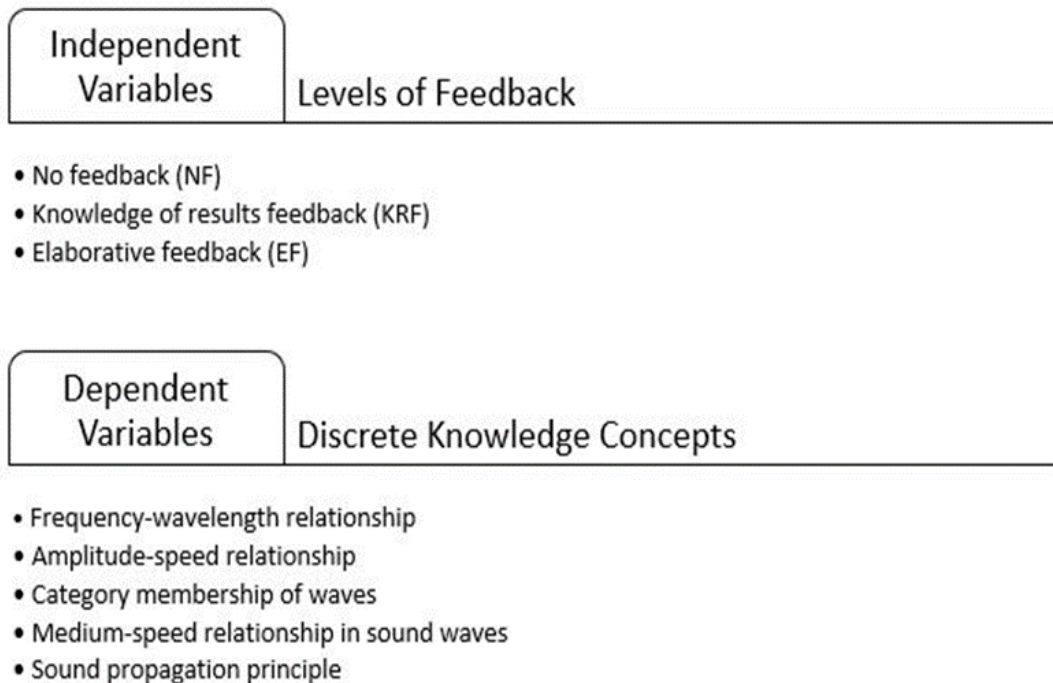 Independent
Variables
Levels of Feedback
• No feedback (NF)
• Knowledge of results feedback (KRF)
• Elaborative feedback (EF)
Dependent
Variables
Discrete Knowledge Concepts
• Frequency-wavelength relationship
• Amplitude-speed relationship
• Category membership of waves
• Medium-speed relationship in sound waves
• Sound propagation principle